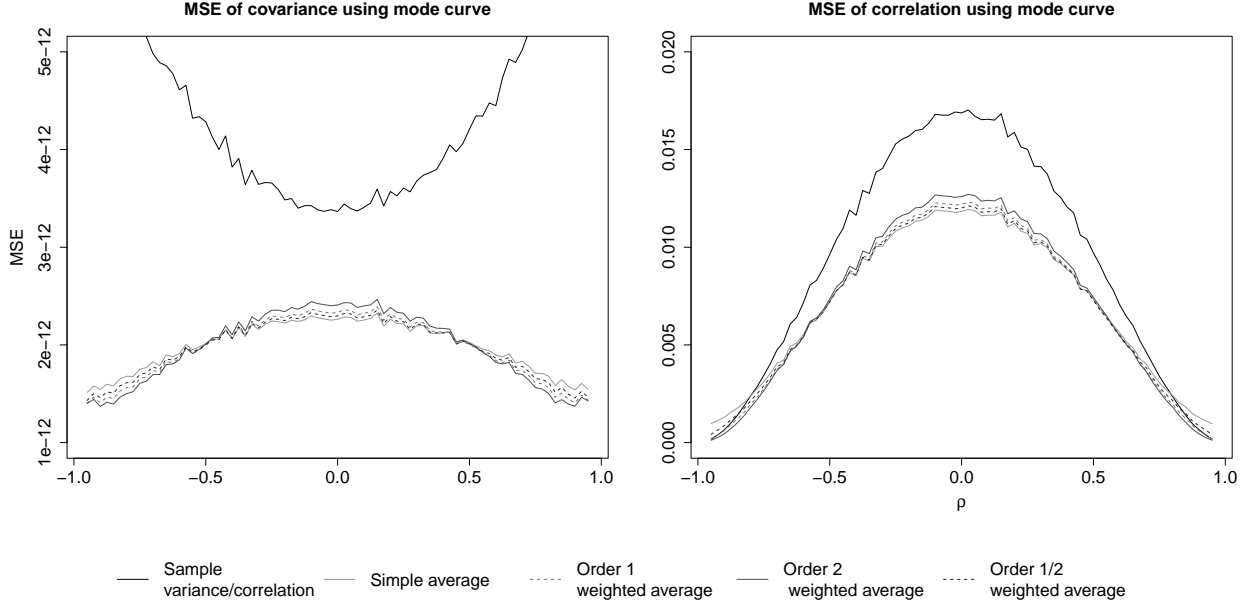 MSE of covariance using mode curve
MSE
5e−12
4e−12
3e−12
2e−12
1e−12
−1.0 −0.5 0.0 0.5 1.0
MSE of correlation using mode curve
0.020
0.015
0.010
0.005
0.000
−1.0 −0.5 0.0 0.5 1.0
ρ
Sample
variance/correlation
Simple average
Order 1
weighted average
Order 2
weighted average
Order 1/2
weighted average